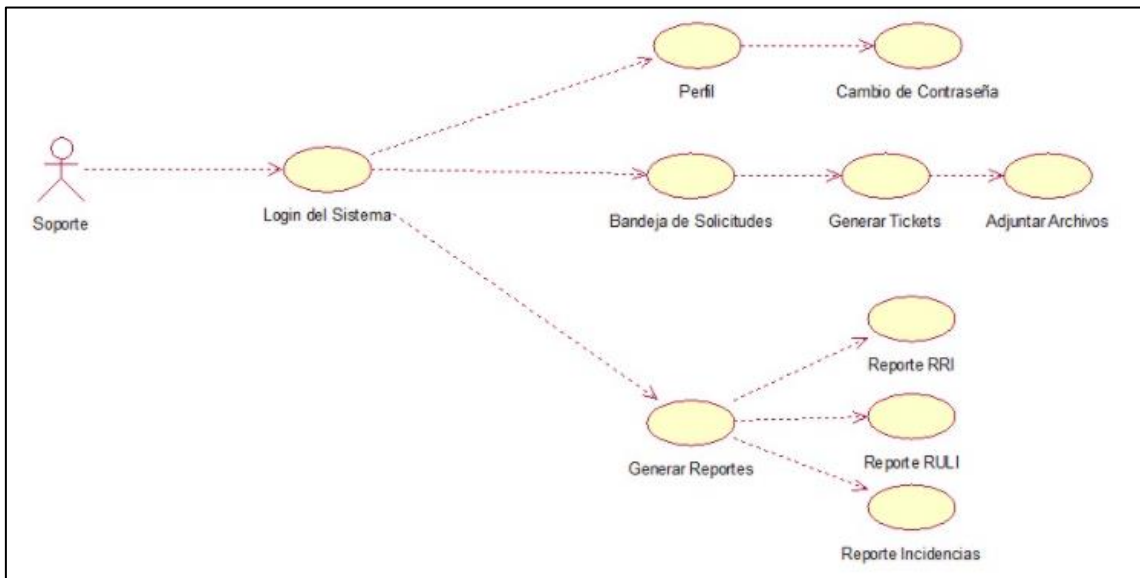 Perfil
Cambio de Contraseña
Soporte
Login del Sistema
Bandeja de Solicitudes
Generar Tickets
Adjuntar Archivos
Reporte RRI
Generar Reportes
Reporte RULI
Reporte Incidencias